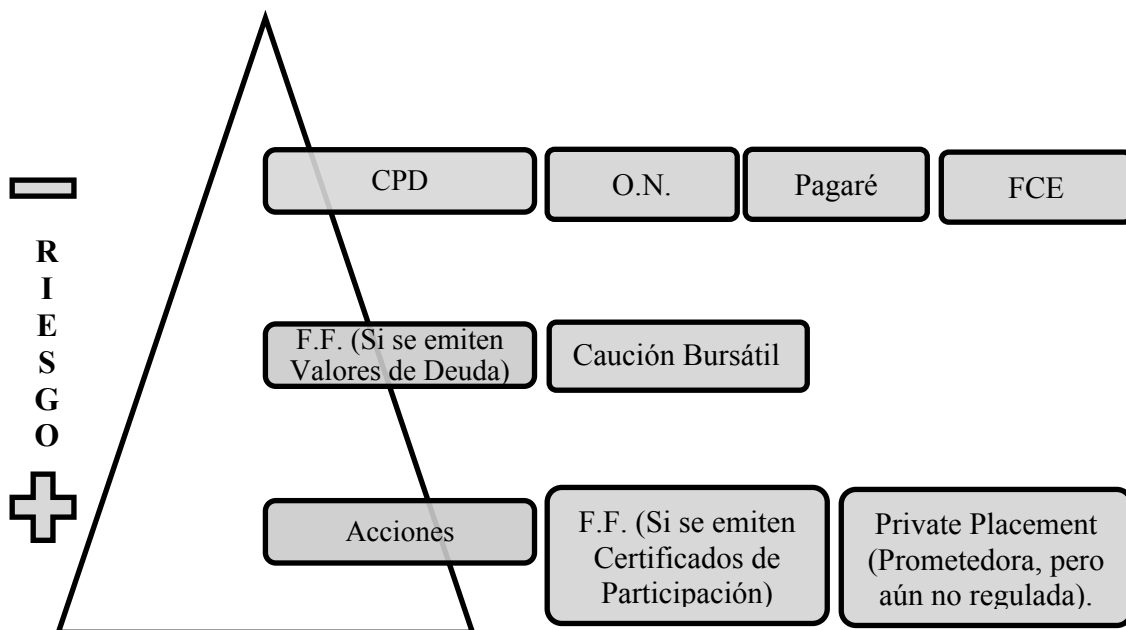 R
I
E
S
G
O
CPD
O.N.
Pagaré
FCE
F.F. (Si se emiten
Valores de Deuda)
Caución Bursátil
Acciones
F.F. (Si se emiten
Certificados de
Participación)
Private Placement
(Prometedora, pero
aún no regulada).